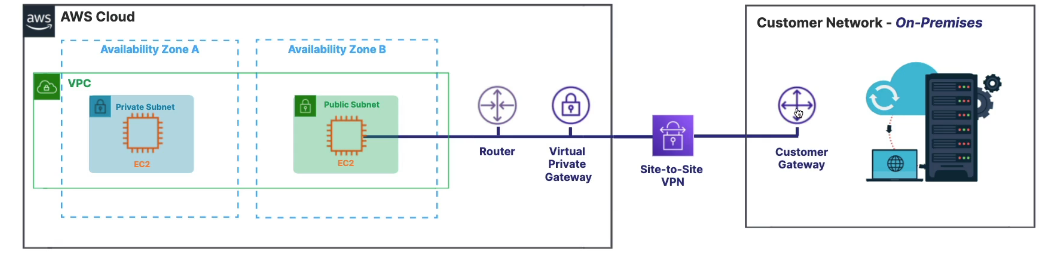 aws
AWS Cloud
Customer Network - On-Premises
Availability Zone A
Availability Zone B
VPC
Private Subnet
Public Subnet
EC2
EC2
Router
Virtual
Private
Gateway
Site-to-Site
VPN
Customer
Gateway